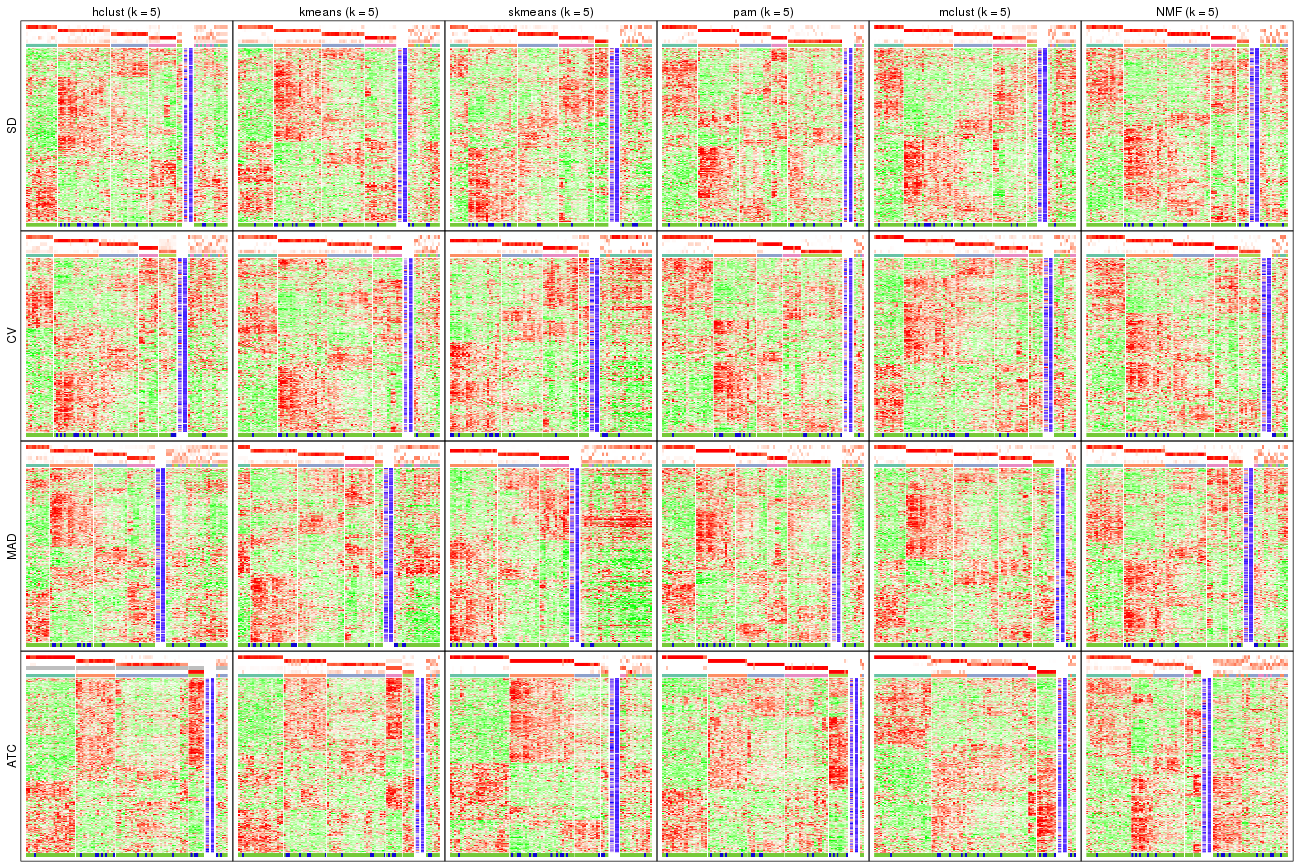 hclust (k = 5) kmeans (k = 5) skmeans (k = 5) pam (k = 5) mclust (k = 5) NMF (k = 5)
SD
CV
MAD
ATC